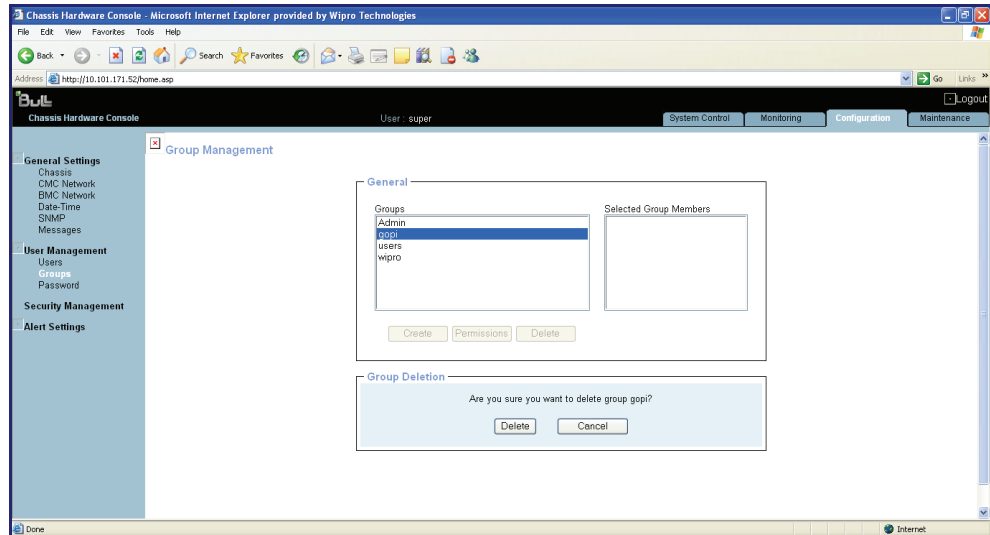 Chassis Hardware Console - Microsoft Internet Explorer provided by Wipro Technologies
File Edit View Favorites Tools Help
Back Search Favorites
Address http://10.101.171.52/home.asp Go Links »
Bull
Logout
Chassis Hardware Console User : super System Control Monitoring Configuration Maintenance
Group Management
General Settings
Chassis
CMC Network
BMC Network
Date-Time
SNMP
Messages
User Management
Users
Groups
Password
Security Management
Alert Settings
General
Groups
Admin
gopi
users
wipro
Selected Group Members
Create Permissions Delete
Group Deletion
Are you sure you want to delete group gopi?
Delete Cancel
Done Internet